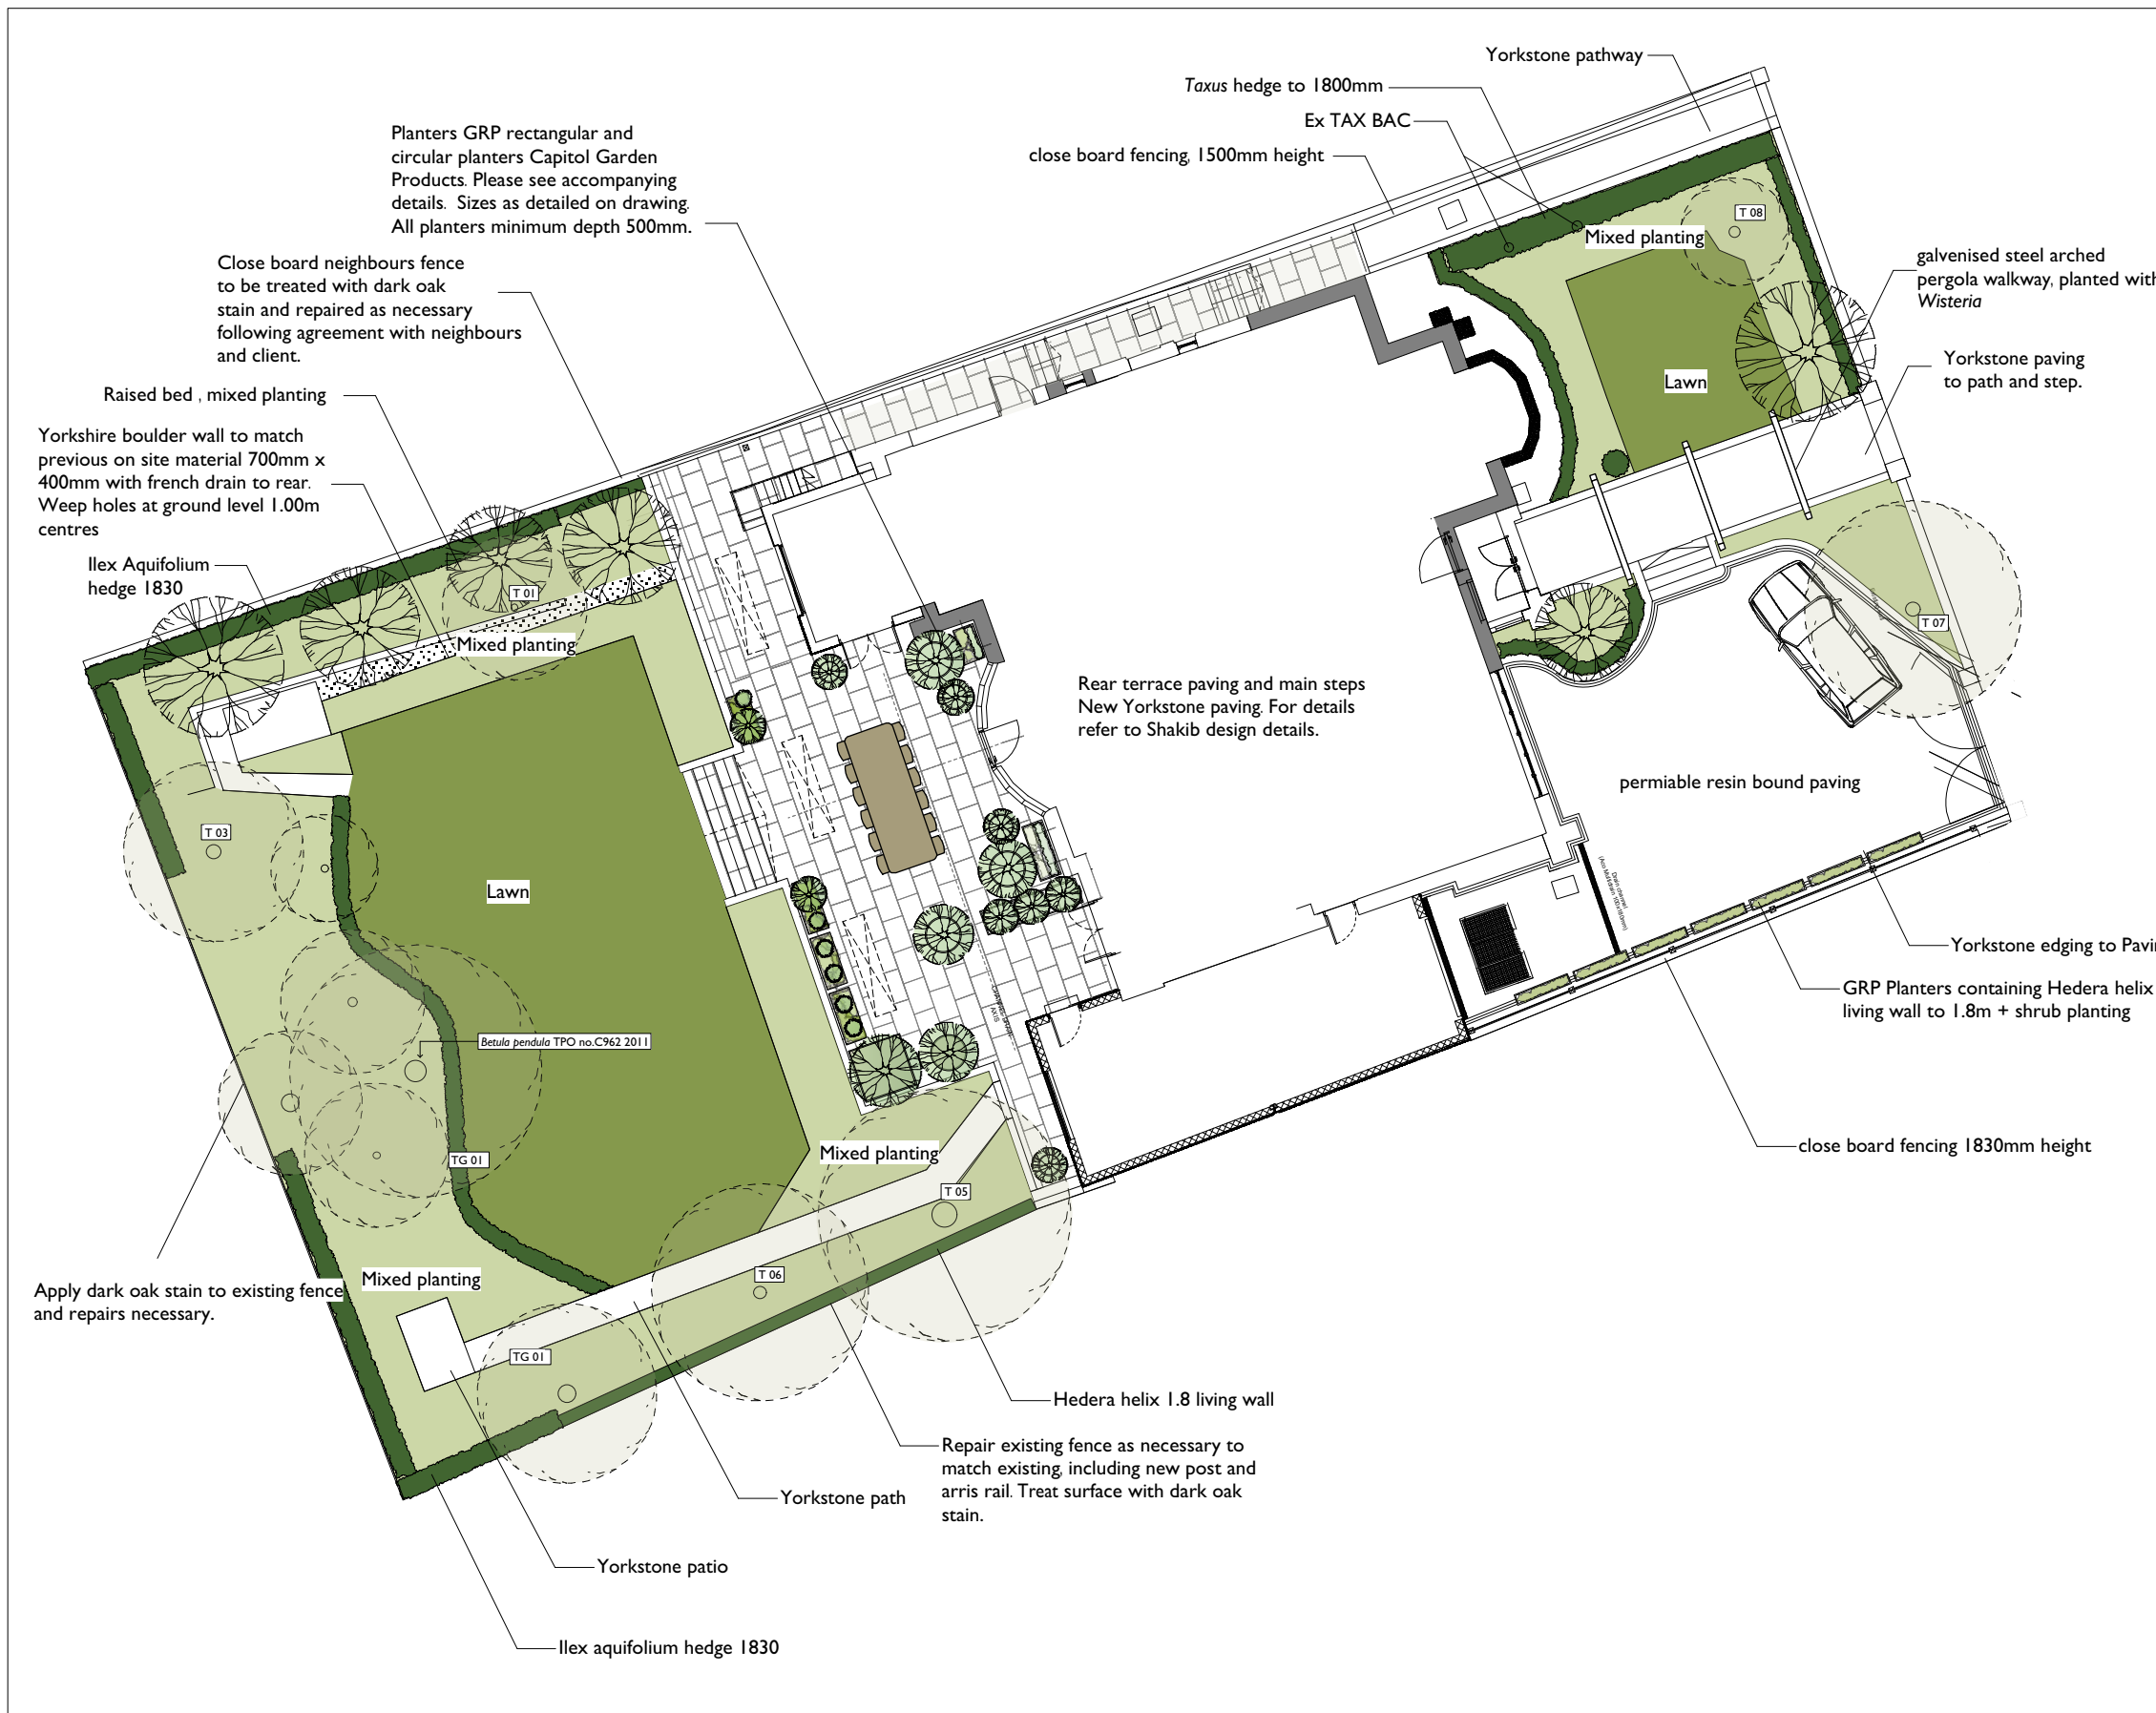 Yorkstone pathway
Taxus hedge to 1800mm
Ex TAX BAC
close board fencing, 1500mm height
Planters GRP rectangular and
circular planters Capitol Garden
Products. Please see accompanying
details. Sizes as detailed on drawing.
All planters minimum depth 500mm.
Close board neighbours fence
to be treated with dark oak
stain and repaired as necessary
following agreement with neighbours
and client.
Raised bed , mixed planting
Yorkshire boulder wall to match
previous on site material 700mm x
400mm with french drain to rear.
Weep holes at ground level 1.00m
centres
Ilex Aquifolium
hedge 1830
T 08
Mixed planting
galvenised steel arched
pergola walkway, planted with
Wisteria
Yorkstone paving
to path and step.
Lawn
T 01
Mixed planting
T 07
Rear terrace paving and main steps
New Yorkstone paving. For details
refer to Shakib design details.
permiable resin bound paving
T 03
Lawn
Drain channel
Yorkstone edging to Pavin
GRP Planters containing Hedera helix
living wall to 1.8m + shrub planting
Betula pendula TPO no.C962 2011
AXIS
close board fencing 1830mm height
TG 01
Mixed planting
T 05
T 06
Mixed planting
Apply dark oak stain to existing fence
and repairs necessary.
TG 01
Hedera helix 1.8 living wall
Repair existing fence as necessary to
match existing, including new post and
arris rail. Treat surface with dark oak
stain.
Yorkstone path
Yorkstone patio
Ilex aquifolium hedge 1830